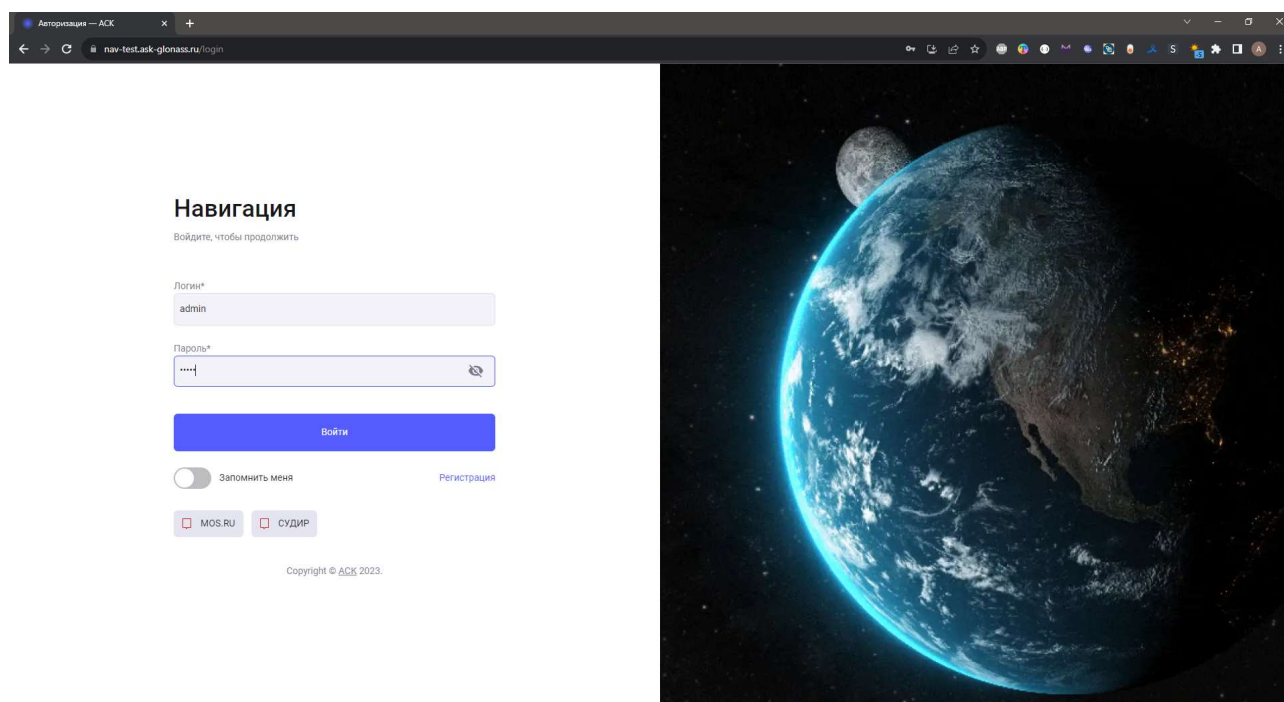 Авторизация — АСК
nav-test.ask-glonass.ru/login
Навигация
Войдите, чтобы продолжить
Логин*
admin
Пароль*
•••••
Войти
Запомнить меня
Регистрация
MOS.RU
СУДИР
Copyright © АСК 2023.